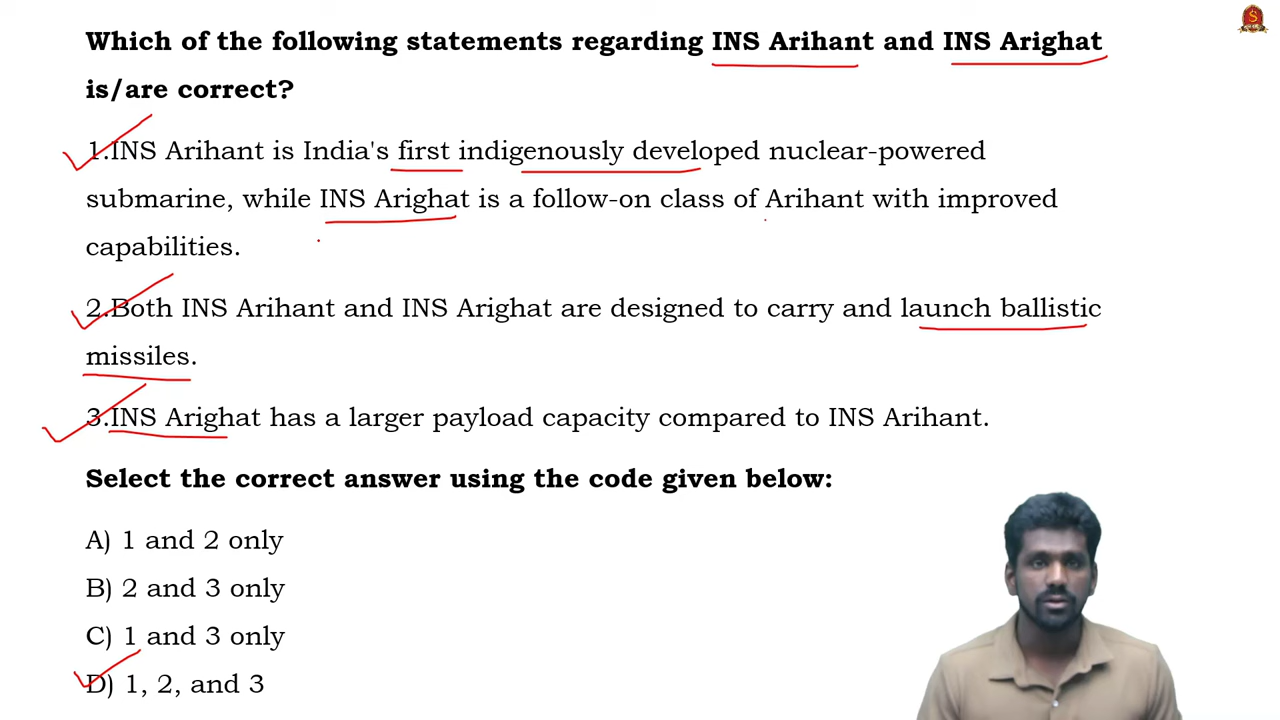 Which of the following statements regarding INS Arihant and INS Arighat
is/are correct?
1.INS Arihant is India's first indigenously developed nuclear-powered
submarine, while INS Arighat is a follow-on class of Arihant with improved
capabilities.
2.Both INS Arihant and INS Arighat are designed to carry and launch ballistic
missiles.
3.INS Arighat has a larger payload capacity compared to INS Arihant.
Select the correct answer using the code given below:
A) 1 and 2 only
B) 2 and 3 only
C) 1 and 3 only
D) 1, 2, and 3